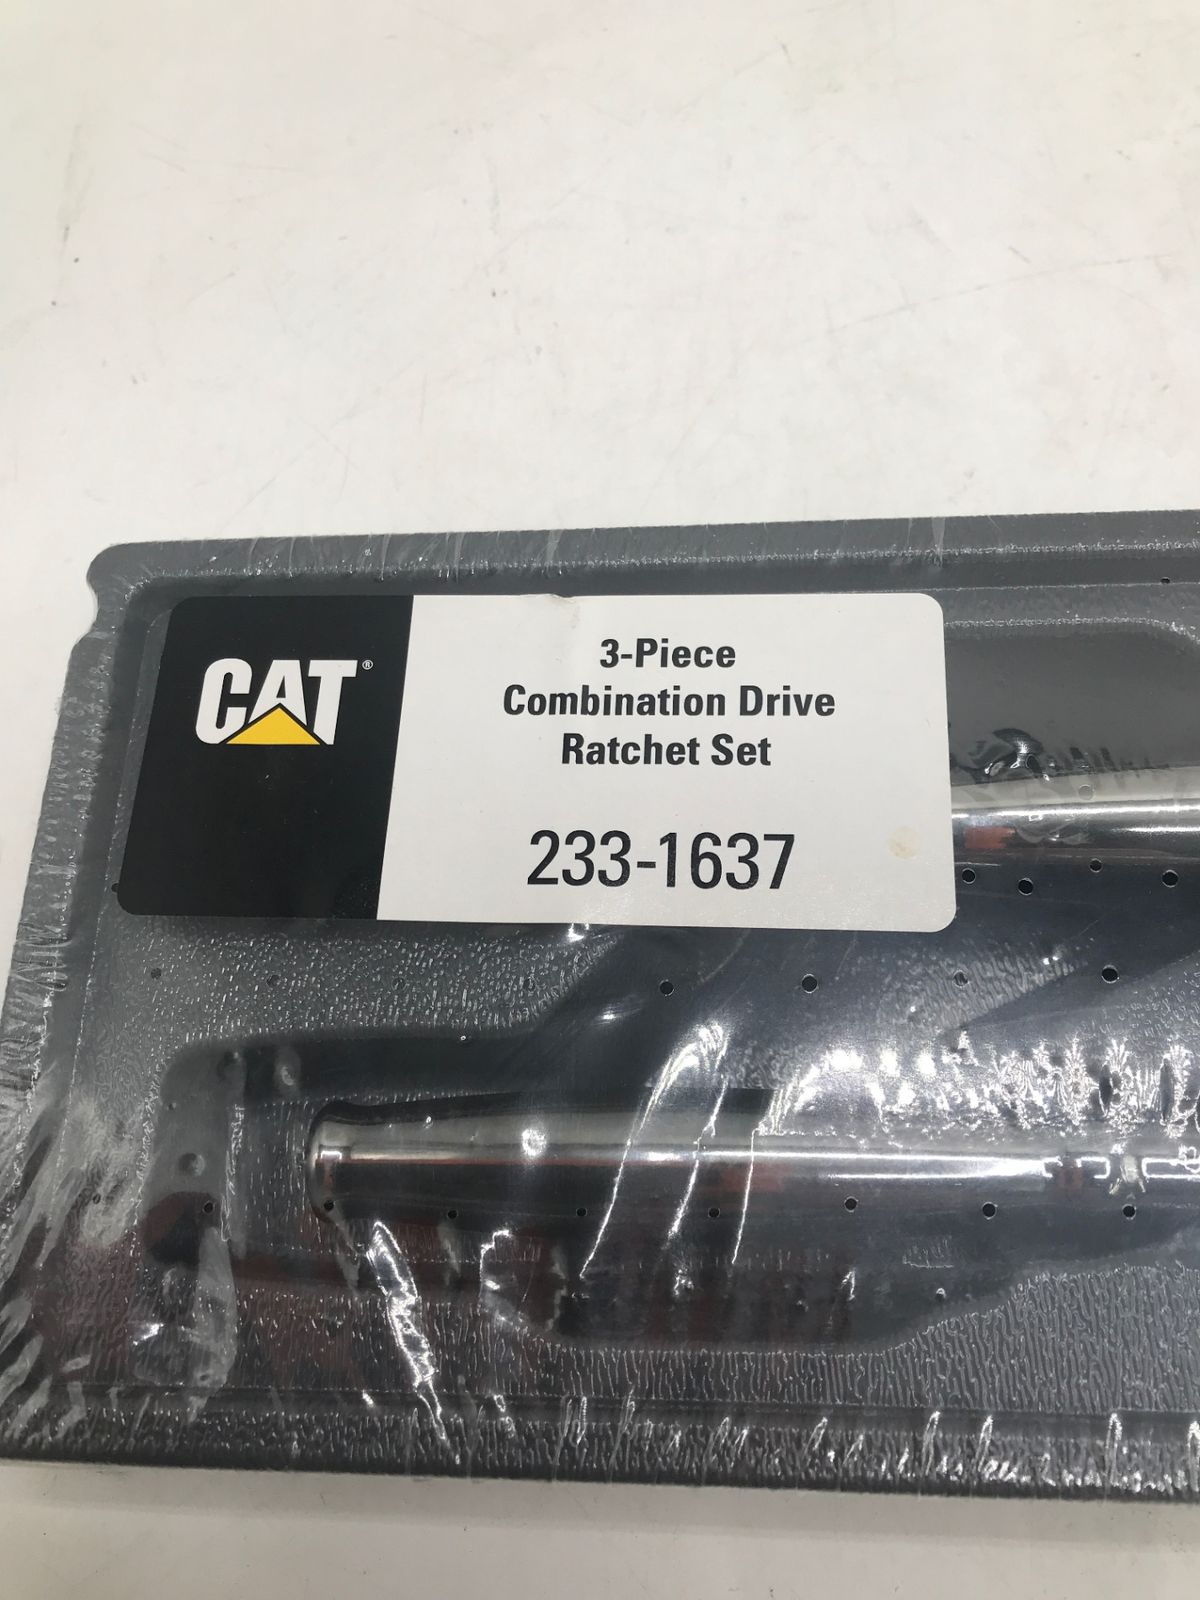 CAT®
3-Piece
Combination Drive
Ratchet Set
233-1637